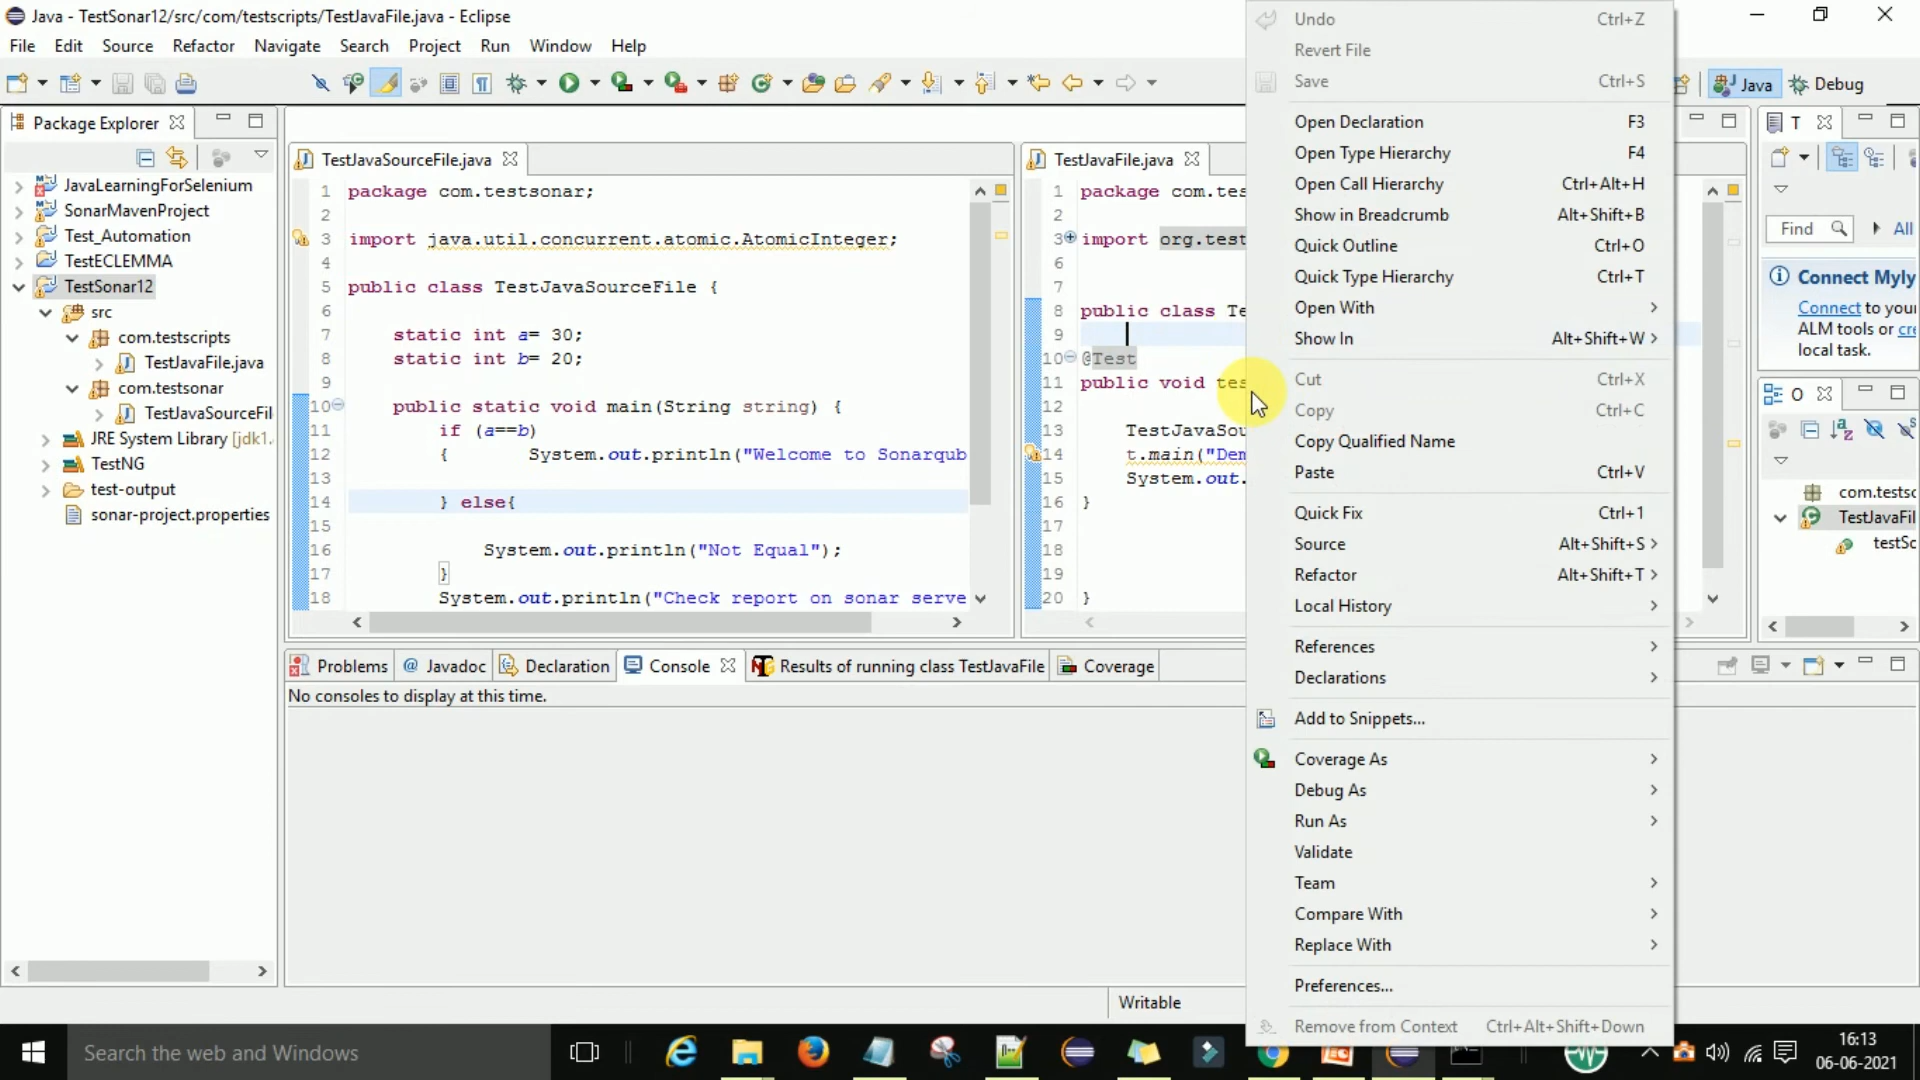 Java - TestSonar12/src/com/testscripts/TestJavaFile.java - Eclipse
File Edit Source Refactor Navigate Search Project Run Window Help
Java Debug
Package Explorer
JavaLearningForSelenium
SonarMavenProject
Test_Automation
TestECLEMMA
TestSonar12
src
com.testscripts
TestJavaFile.java
com.testsonar
TestJavaSourceFil
JRE System Library [jdk1.
TestNG
test-output
sonar-project.properties
TestJavaSourceFile.java
1 package com.testsonar;
2
3 import java.util.concurrent.atomic.AtomicInteger;
4
5 public class TestJavaSourceFile {
6
7 static int a= 30;
8 static int b= 20;
9
10 public static void main(String string) {
11 if (a==b)
12 { System.out.println("Welcome to Sonarqub
13
14 } else{
15
16 System.out.println("Not Equal");
17 }
18 System.out.println("Check report on sonar serve
TestJavaFile.java
1 package com.tes
2
3 import org.test
6
7
8 public class Te
9
10 @Test
11 public void tes
12
13 TestJavaSou
14 t.main("Dem
15 System.out.
16 }
17
18
19
20 }
Undo Ctrl+Z
Revert File
Save Ctrl+S
Open Declaration F3
Open Type Hierarchy F4
Open Call Hierarchy Ctrl+Alt+H
Show in Breadcrumb Alt+Shift+B
Quick Outline Ctrl+O
Quick Type Hierarchy Ctrl+T
Open With
Show In Alt+Shift+W
Cut Ctrl+X
Copy Ctrl+C
Copy Qualified Name
Paste Ctrl+V
Quick Fix Ctrl+1
Source Alt+Shift+S
Refactor Alt+Shift+T
Local History
References
Declarations
Add to Snippets...
Coverage As
Debug As
Run As
Validate
Team
Compare With
Replace With
Preferences...
Remove from Context Ctrl+Alt+Shift+Down
T
Find All
Connect Myly
Connect to your
ALM tools or cre
local task.
O
com.testsc
TestJavaFil
testSc
Problems @ Javadoc Declaration Console Results of running class TestJavaFile Coverage
No consoles to display at this time.
Writable
Search the web and Windows
16:13
06-06-2021